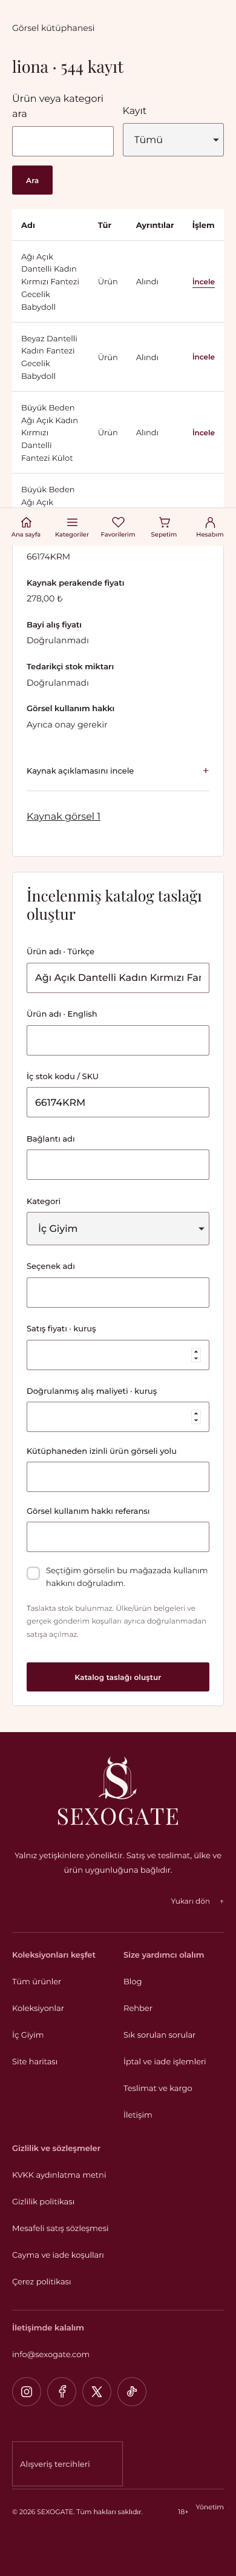 Görsel kütüphanesi
liona · 544 kayıt
Ürün veya kategori
ara
Kayıt
Tümü
Ara
Adı
Tür
Ayrıntılar
İşlem
Ağı Açık
Dantelli Kadın
Kırmızı Fantezi
Gecelik
Babydoll
Ürün
Alındı
İncele
Beyaz Dantelli
Kadın Fantezi
Gecelik
Babydoll
Ürün
Alındı
İncele
Büyük Beden
Ağı Açık Kadın
Kırmızı
Dantelli
Fantezi Külot
Ürün
Alındı
İncele
Büyük Beden
Ağı Açık
Ana sayfa
Kategoriler
Favorilerim
Sepetim
Hesabım
66174KRM
Kaynak perakende fiyatı
278,00 ₺
Bayi alış fiyatı
Doğrulanmadı
Tedarikçi stok miktarı
Doğrulanmadı
Görsel kullanım hakkı
Ayrıca onay gerekir
Kaynak açıklamasını incele +
Kaynak görsel 1
İncelenmiş katalog taslağı
oluştur
Ürün adı · Türkçe
Ağı Açık Dantelli Kadın Kırmızı Fan
Ürün adı · English
İç stok kodu / SKU
66174KRM
Bağlantı adı
Kategori
İç Giyim
Seçenek adı
Satış fiyatı · kuruş
Doğrulanmış alış maliyeti · kuruş
Kütüphaneden izinli ürün görseli yolu
Görsel kullanım hakkı referansı
Seçtiğim görselin bu mağazada kullanım
hakkını doğruladım.
Taslakta stok bulunmaz. Ülke/ürün belgeleri ve
gerçek gönderim koşulları ayrıca doğrulanmadan
satışa açılmaz.
Katalog taslağı oluştur
SEXOGATE
Yalnız yetişkinlere yöneliktir. Satış ve teslimat, ülke ve
ürün uygunluğuna bağlıdır.
Yukarı dön ↑
Koleksiyonları keşfet
Tüm ürünler
Koleksiyonlar
İç Giyim
Site haritası
Size yardımcı olalım
Blog
Rehber
Sık sorulan sorular
İptal ve iade işlemleri
Teslimat ve kargo
İletişim
Gizlilik ve sözleşmeler
KVKK aydınlatma metni
Gizlilik politikası
Mesafeli satış sözleşmesi
Cayma ve iade koşulları
Çerez politikası
İletişimde kalalım
info@sexogate.com
Alışveriş tercihleri
© 2026 SEXOGATE. Tüm hakları saklıdır.
18+
Yönetim